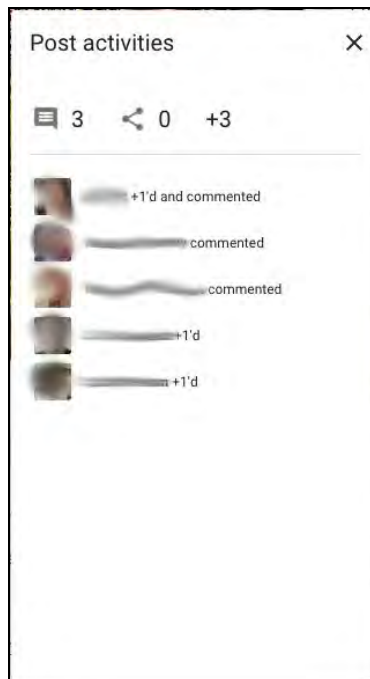 Post activities
3 0 +3
+1'd and commented
commented
commented
+1'd
+1'd